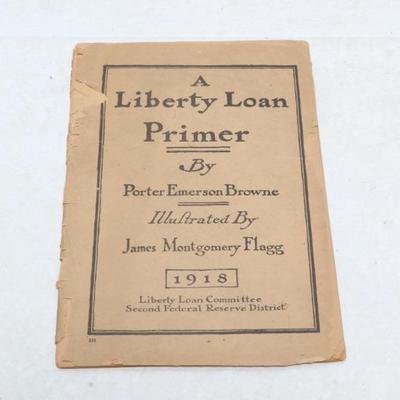 A
Liberty Loan
Primer
By
Porter Emerson Browne
Illustrated By
James Montgomery Flagg
1918
Liberty Loan Committee
Second Federal Reserve District